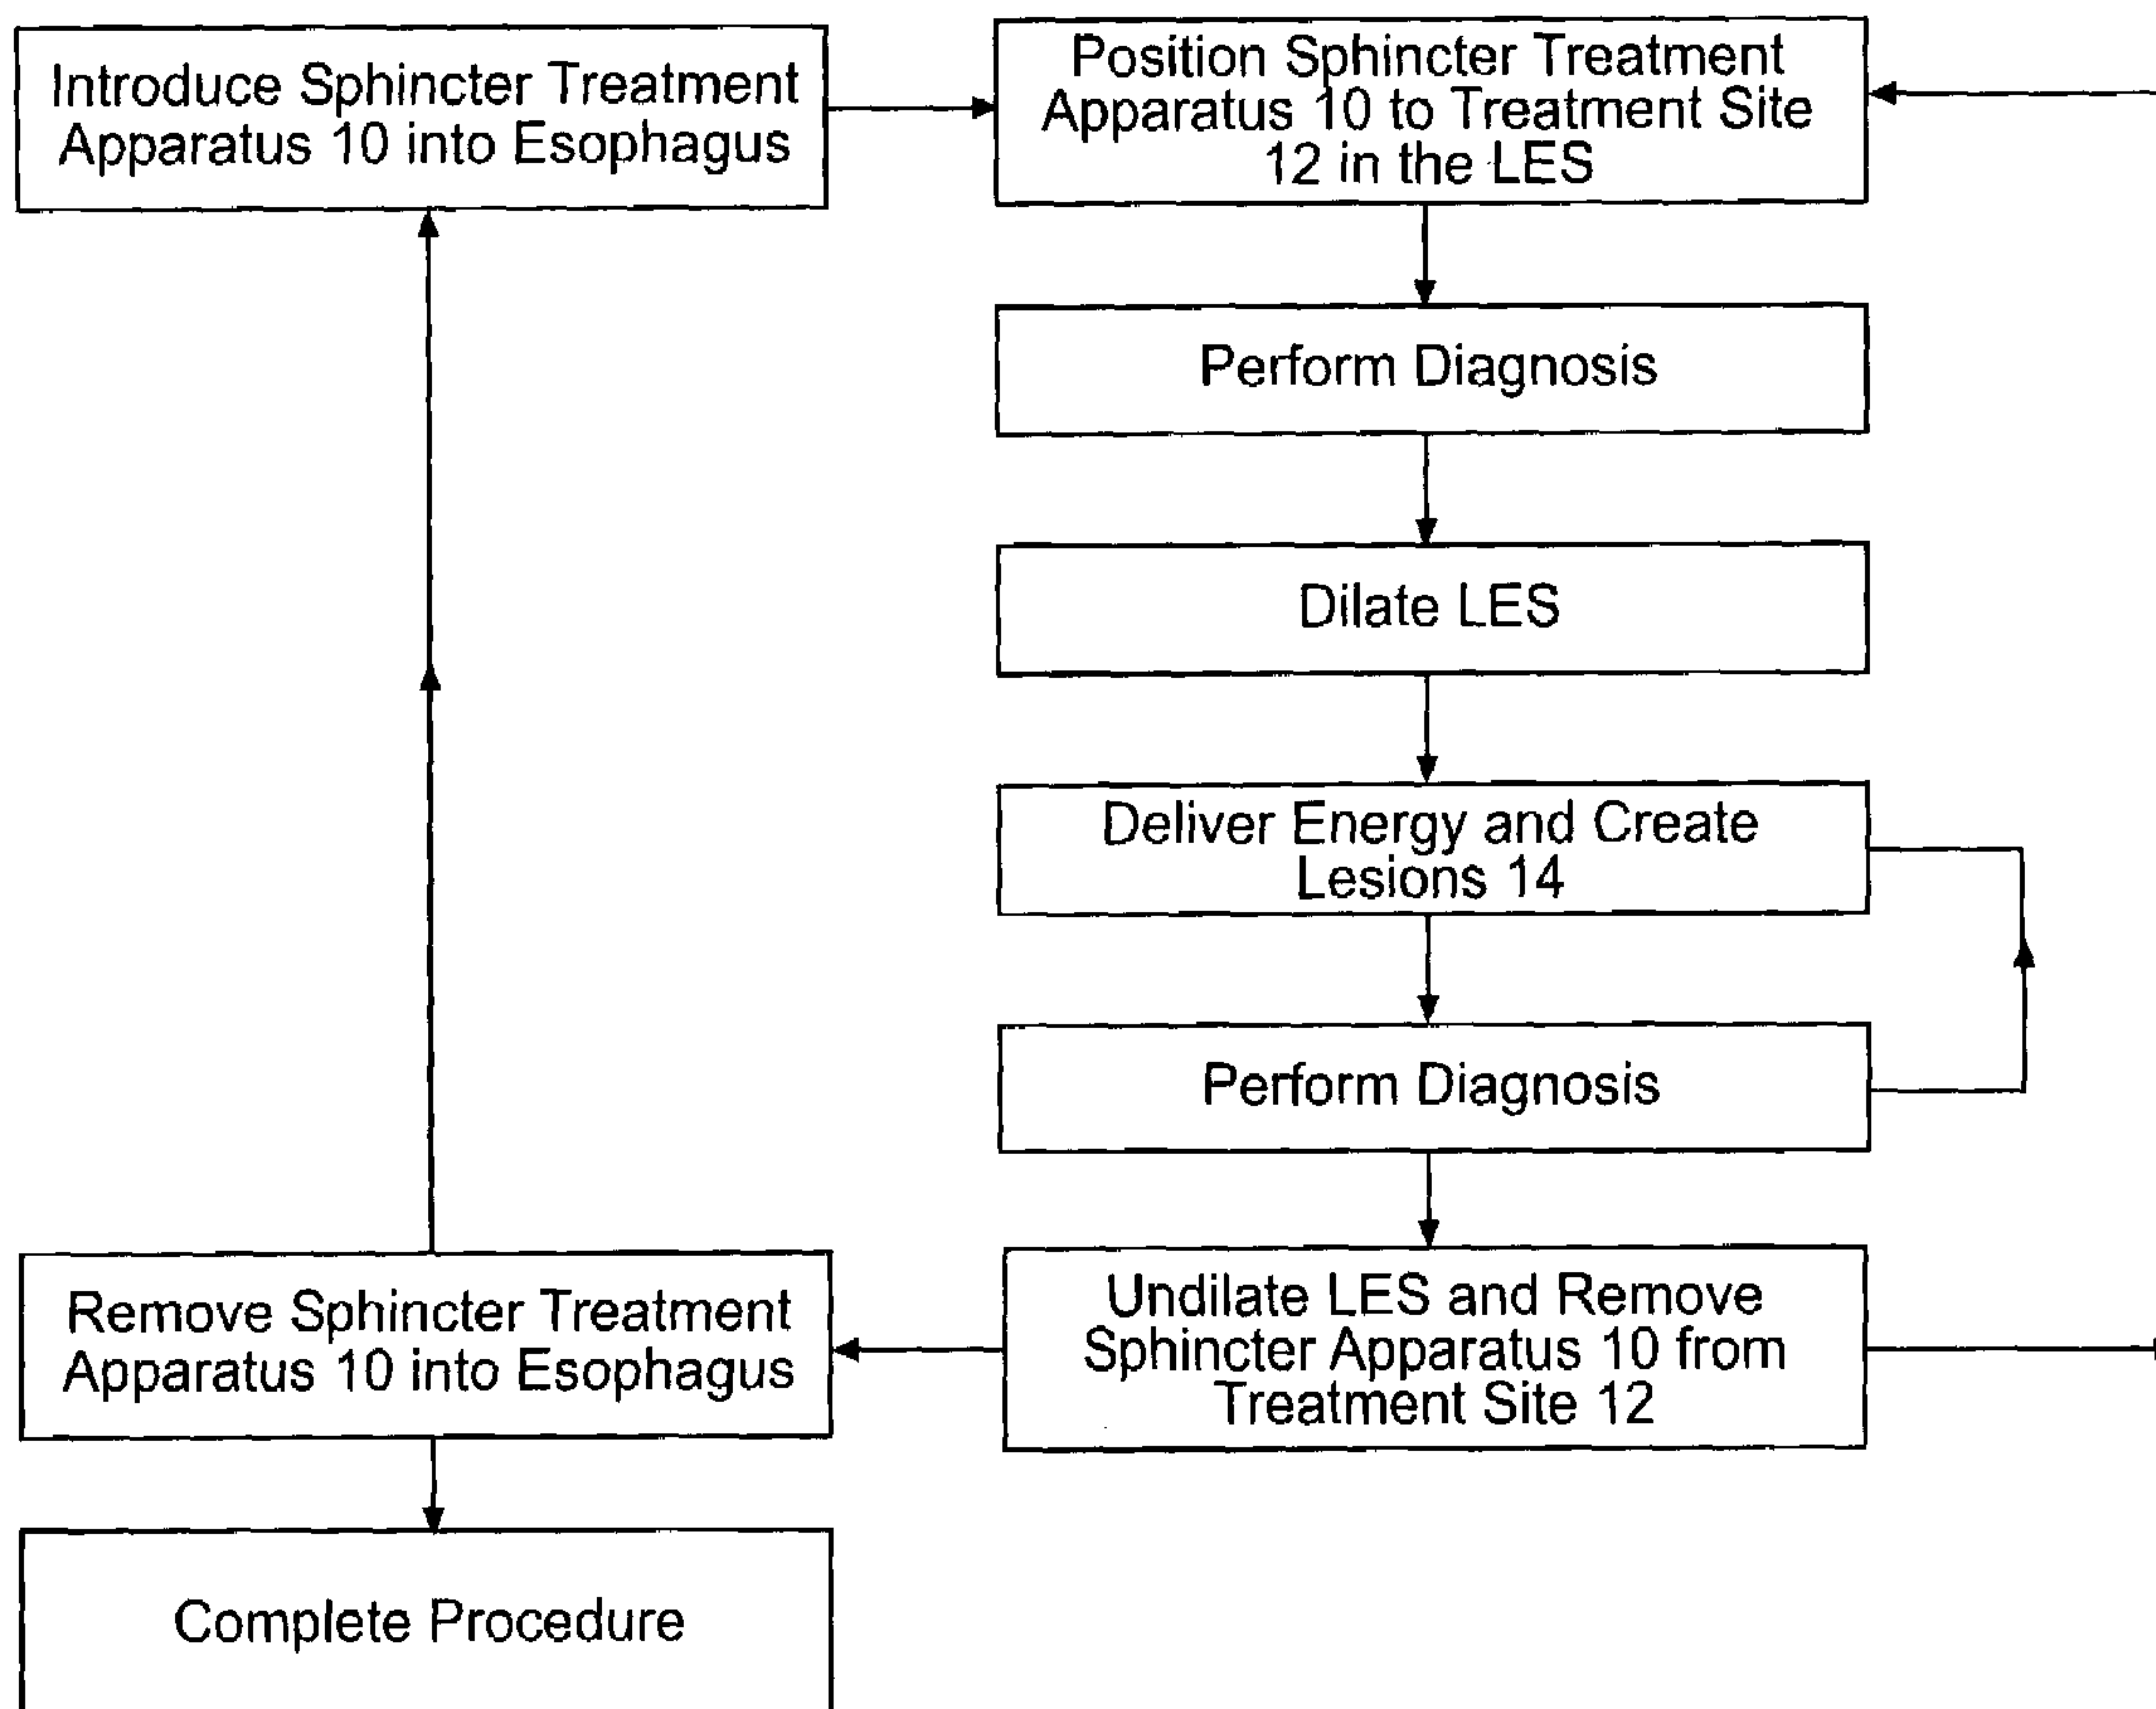 Introduce Sphincter Treatment
Apparatus 10 into Esophagus
Position Sphincter Treatment
Apparatus 10 to Treatment Site
12 in the LES
Perform Diagnosis
Dilate LES
Deliver Energy and Create
Lesions 14
Perform Diagnosis
Undilate LES and Remove
Sphincter Apparatus 10 from
Treatment Site 12
Remove Sphincter Treatment
Apparatus 10 into Esophagus
Complete Procedure